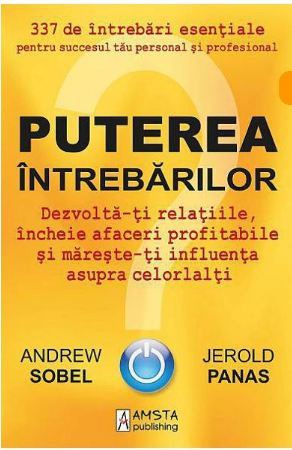 337 de întrebări esențiale
pentru succesul tău personal și profesional
PUTEREA
ÎNTREBĂRILOR
Dezvoltă-ți relațiile,
încheie afaceri profitabile
și mărește-ți influența
asupra celorlalți
ANDREW
SOBEL
JEROLD
PANAS
AMSTA
publishing